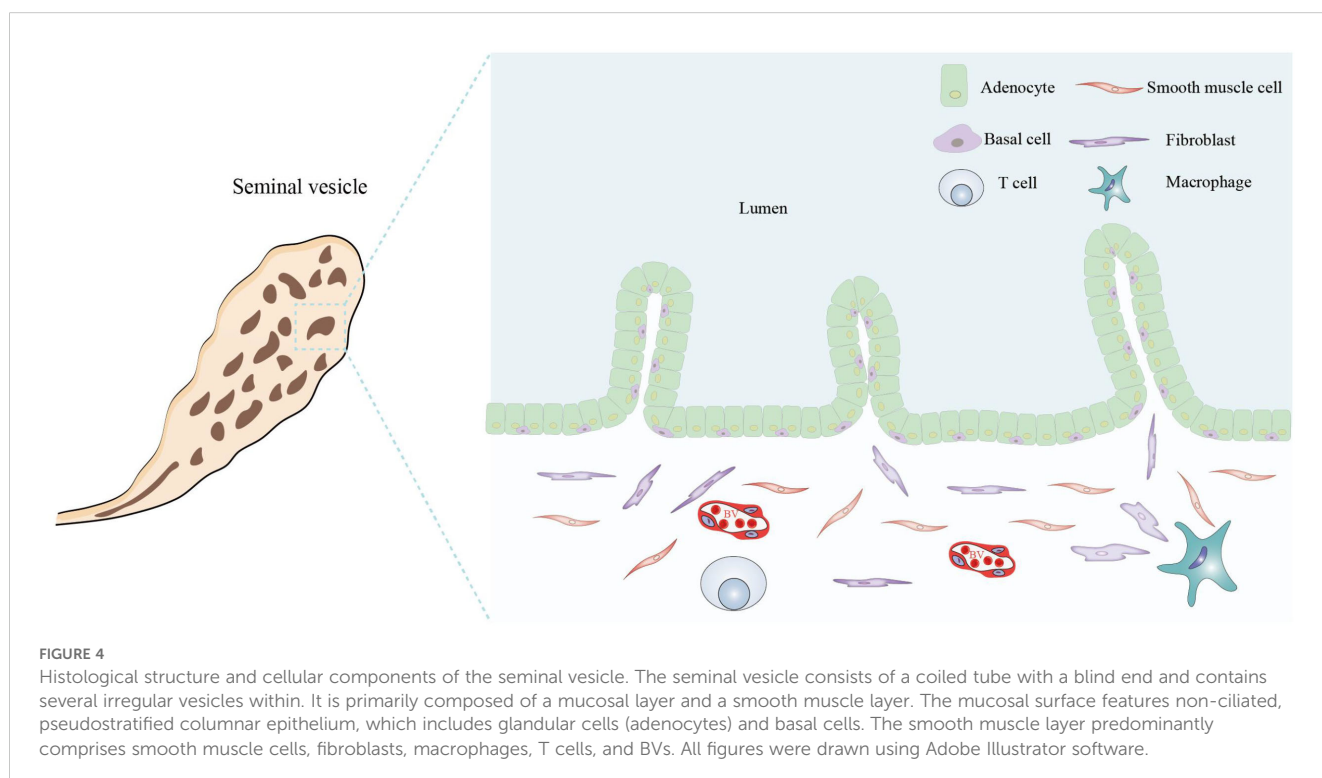 Seminal vesicle
Adenocyte
Smooth muscle cell
Basal cell
Fibroblast
T cell
Macrophage
Lumen
BV
BV
FIGURE 4
Histological structure and cellular components of the seminal vesicle. The seminal vesicle consists of a coiled tube with a blind end and contains
several irregular vesicles within. It is primarily composed of a mucosal layer and a smooth muscle layer. The mucosal surface features non-ciliated,
pseudostratified columnar epithelium, which includes glandular cells (adenocytes) and basal cells. The smooth muscle layer predominantly
comprises smooth muscle cells, fibroblasts, macrophages, T cells, and BVs. All figures were drawn using Adobe Illustrator software.